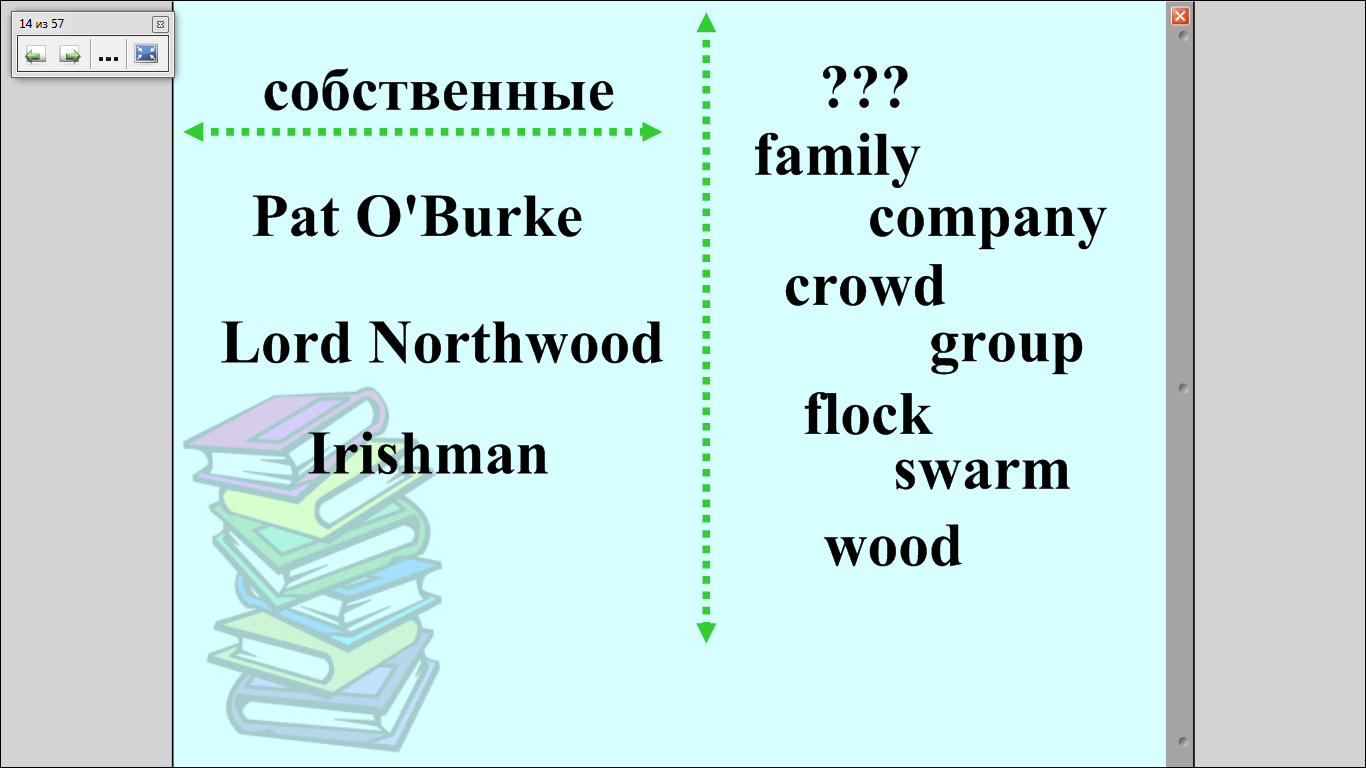 14 из 57
...
собственные
Pat O'Burke
Lord Northwood
Irishman
???
family
company
crowd
group
flock
swarm
wood